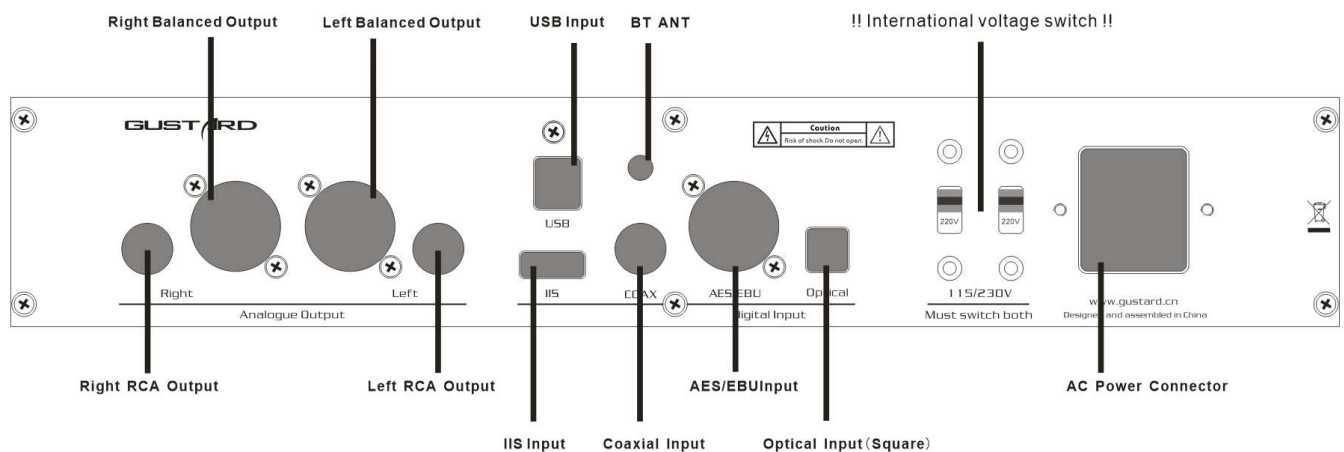 Right Balanced Output
Left Balanced Output
USB Input
BT ANT
!! International voltage switch !!
GUSTARD
Caution
Risk of shock.Do not open.
USB
220V
220V
Right
Left
IIS
COAX
AES/EBU
Optical
115/230V
www.gustard.cn
Analogue Output
Digital Input
Must switch both
Designed and assembled in China
Right RCA Output
Left RCA Output
AES/EBUInput
AC Power Connector
IIS Input
Coaxial Input
Optical Input(Square)